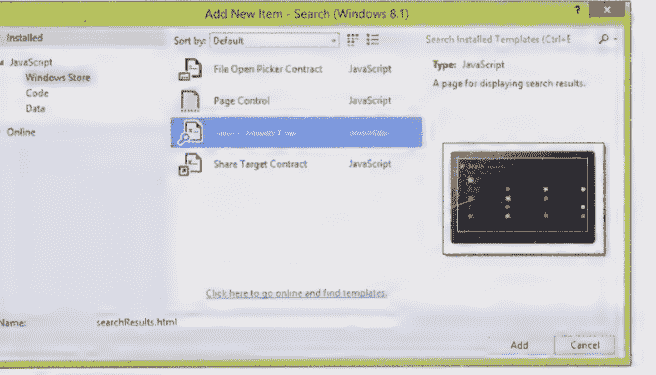 Add New Item - Search (Windows 8.1)
?
Installed
Sort by: Default
Search Installed Templates (Ctrl+E
JavaScript
Windows Store
Code
Data
Online
File Open Picker Contract JavaScript
Page Control JavaScript
Share Target Contract JavaScript
Type: JavaScript
A page for displaying search results.
Click here to go online and find templates.
Name: searchResults.html
Add
Cancel